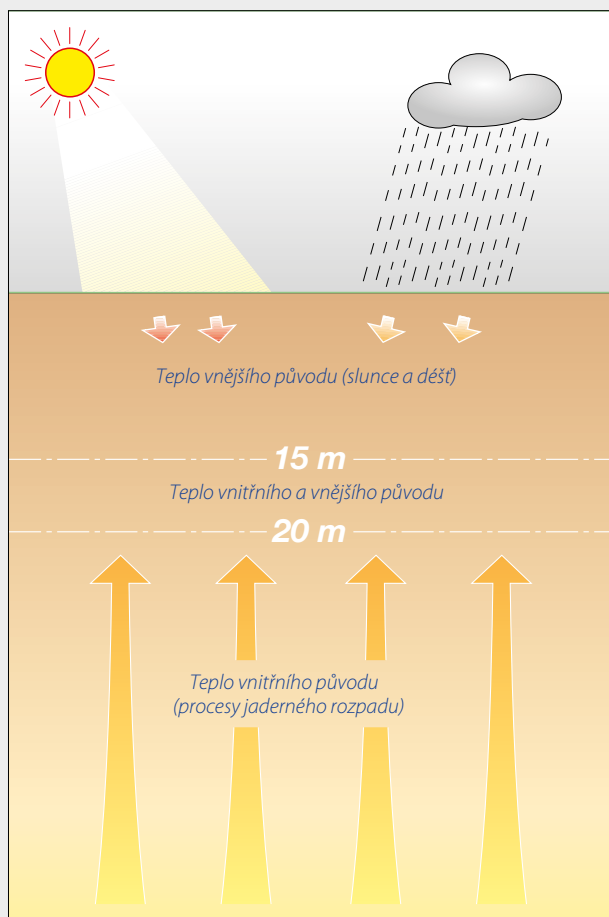 Teplo vnějšího původu (slunce a déšť)
15 m
Teplo vnitřního a vnějšího původu
20 m
Teplo vnitřního původu
(procesy jaderného rozpadu)